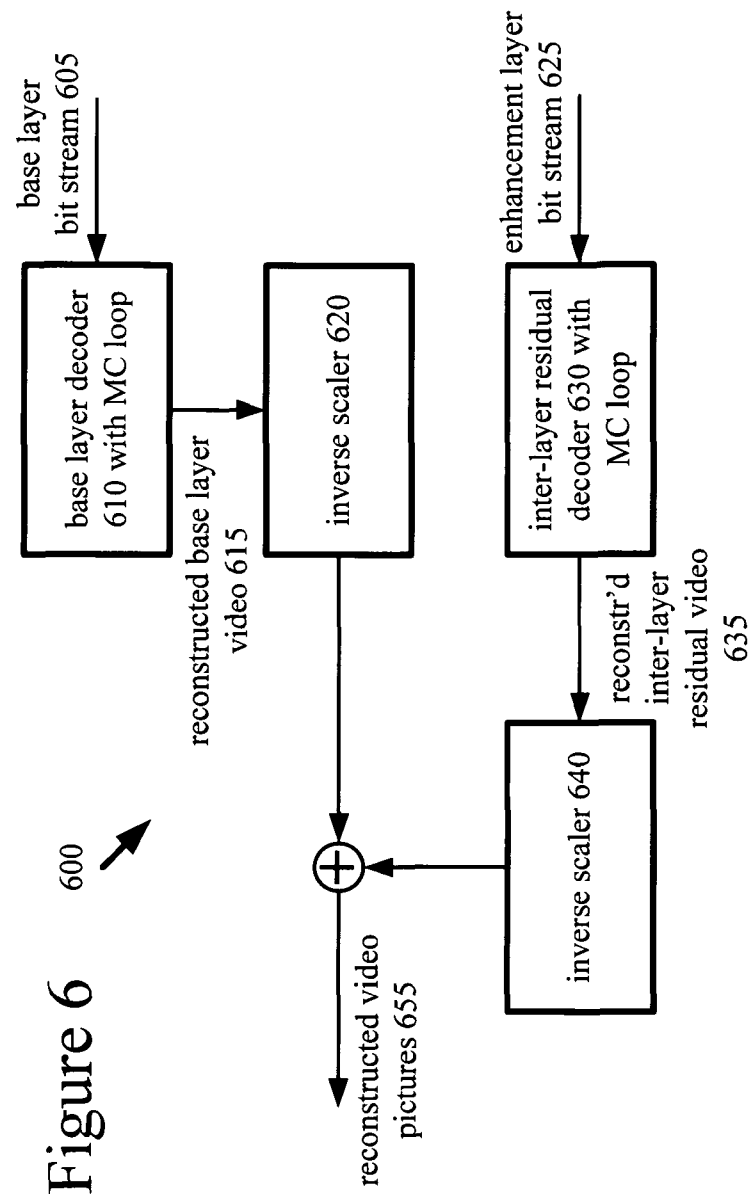 Figure 6
600
base layer
bit stream 605
base layer decoder
610 with MC loop
reconstructed base layer
video 615
inverse scaler 620
enhancement layer
bit stream 625
inter-layer residual
decoder 630 with
MC loop
reconstr'd
inter-layer
residual video
635
inverse scaler 640
+
reconstructed video
pictures 655